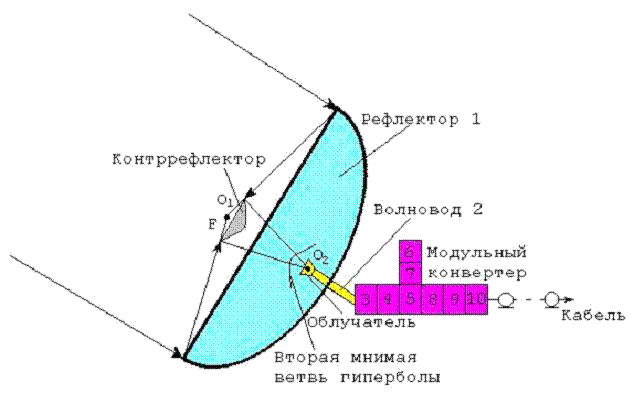 Рефлектор 1
Контррефлектор
O1
F
Волновод 2
O2
6 Модульный
7 конвертер
3 4 5 8 9 10
Кабель
Облучатель
Вторая мнимая
ветвь гиперболы